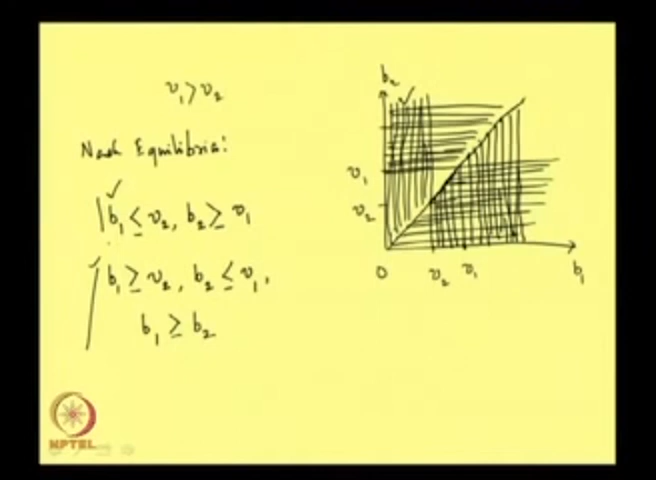 v₁ > v₂
Nash Equilibria:
b₁ ≤ v₂, b₂ ≥ v₁
b₁ ≥ v₂, b₂ ≤ v₁,
b₁ ≥ b₂
b₂
v₁
v₂
0 v₂ v₁ b₁
NPTEL